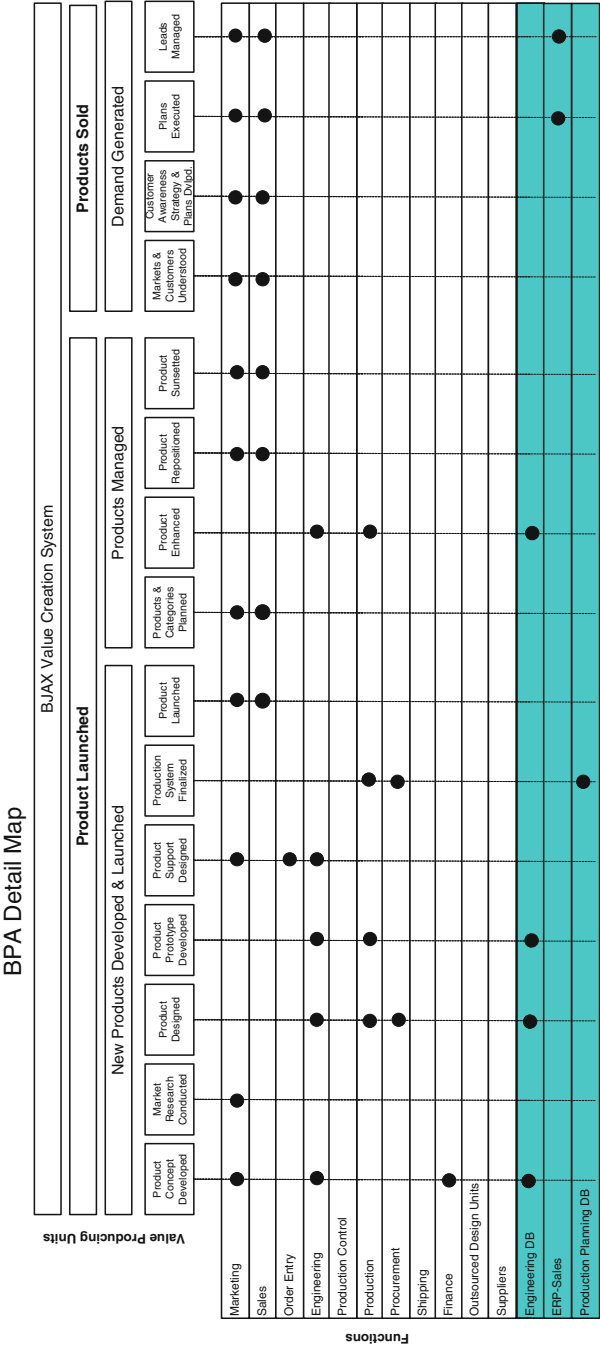 BPA Detail Map
BJAX Value Creation System
Product Launched
Products Sold
New Products Developed & Launched
Products Managed
Demand Generated
Value Producing Units
Product
Concept
Developed
Market
Research
Conducted
Product
Designed
Product
Prototype
Developed
Product
Support
Designed
Production
System
Finalized
Product
Launched
Products &
Categories
Planned
Product
Enhanced
Product
Repositioned
Product
Sunsetted
Markets &
Customers
Understood
Customer
Awareness
Strategy &
Plans Dvlpd.
Plans
Executed
Leads
Managed
Functions
Marketing
Sales
Order Entry
Engineering
Production Control
Production
Procurement
Shipping
Finance
Outsourced Design Units
Suppliers
Engineering DB
ERP-Sales
Production Planning DB